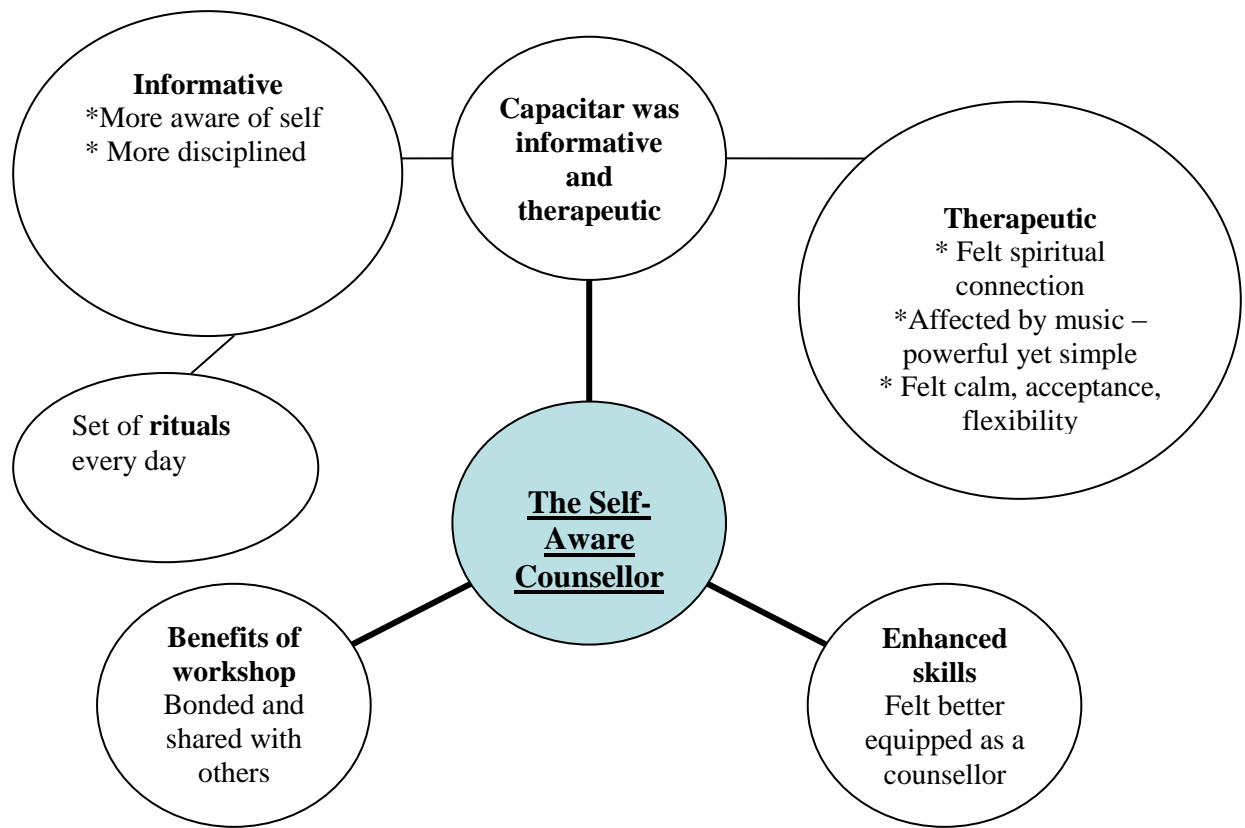 Informative
*More aware of self
* More disciplined
Capacitar was
informative
and
therapeutic
Therapeutic
* Felt spiritual
connection
*Affected by music –
powerful yet simple
* Felt calm, acceptance,
flexibility
Set of rituals
every day
The Self-
Aware
Counsellor
Benefits of
workshop
Bonded and
shared with
others
Enhanced
skills
Felt better
equipped as a
counsellor